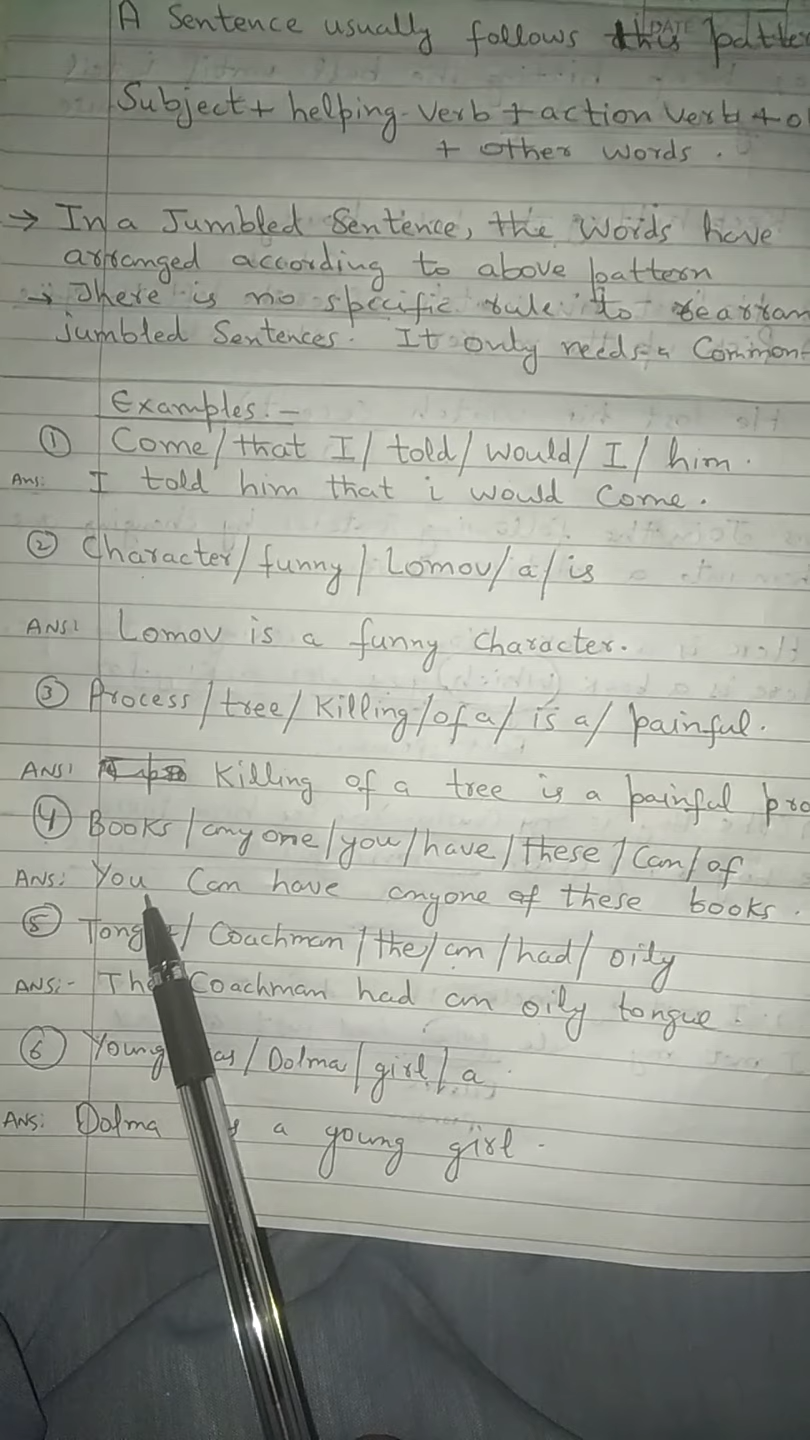 A Sentence usually follows this patter
DATE
Subject + helping-verb + action verb + o
+ other words.
→ In a Jumbled Sentence, the words have
arranged according to above pattern
→ There is no specific rule to rearran
jumbled Sentences. It only needs a Common-
Examples:-
① Come/that I/told/would/I/him.
Ans: I told him that i would come.
② Character/funny/Lomov/a/is
ANS: Lomov is a funny character.
③ Process/tree/Killing/of a/is a/painful.
ANS: Killing of a tree is a painful pro
④ Books/anyone/you/have/these/Can/of
ANS: You Can have anyone of these books.
⑤ Tong /Coachman/the/an/had/oily
ANS:- The Coachman had an oily tongue.
⑥ Young as/Dolma/girl/a
ANS: Dolma s a young girl.